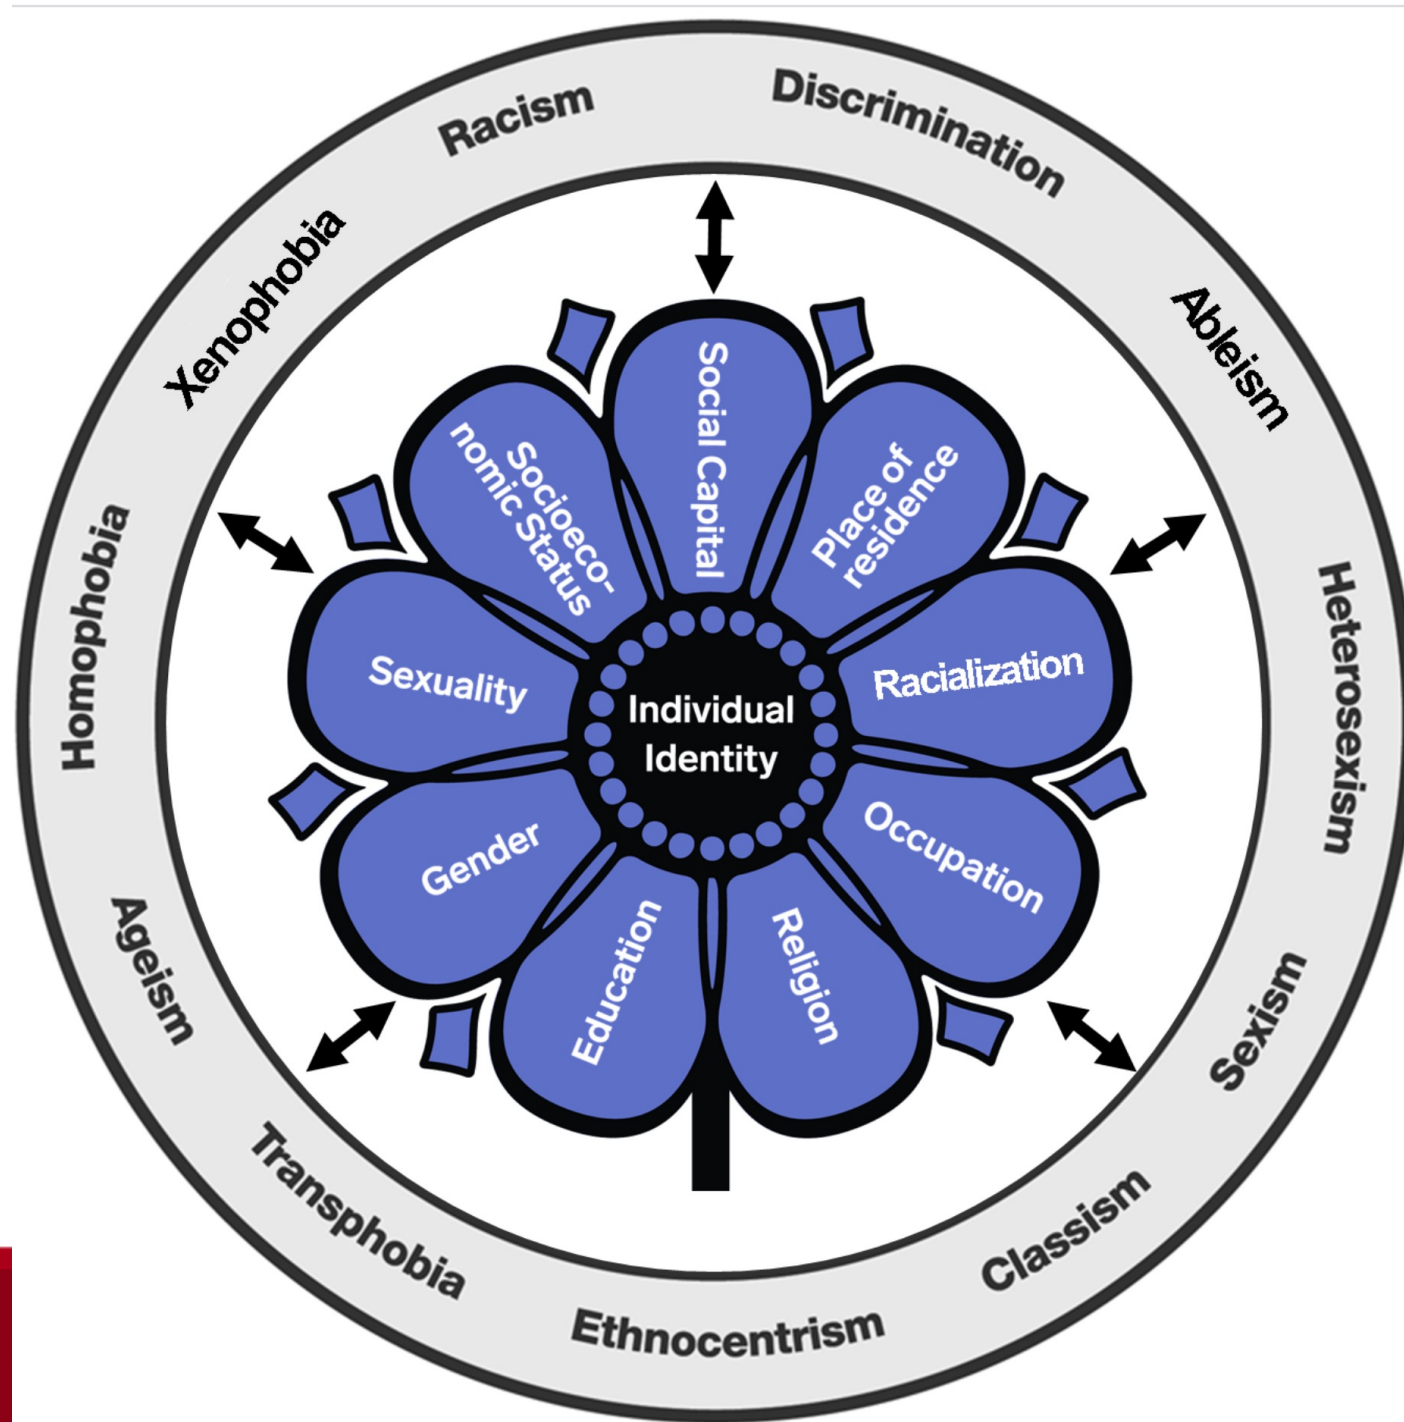 Racism
Discrimination
Ableism
Heterosexism
Sexism
Classism
Ethnocentrism
Transphobia
Ageism
Homophobia
Xenophobia
Social Capital
Place of
residence
Racialization
Occupation
Religion
Education
Gender
Sexuality
Socioeco-
nomic Status
Individual
Identity